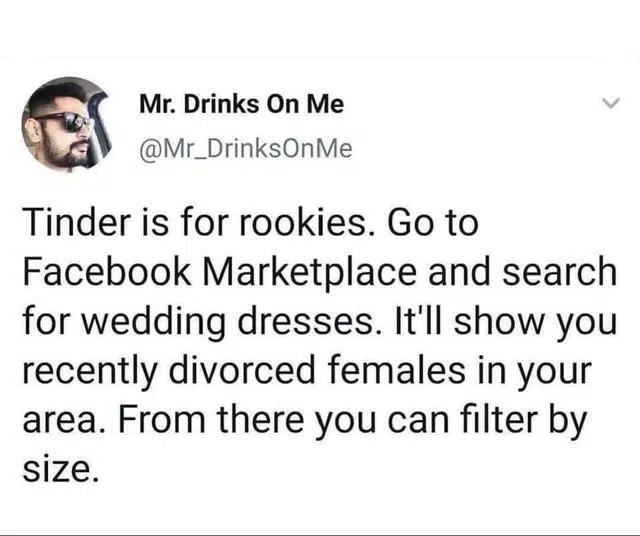 Mr. Drinks On Me
@Mr_DrinksOnMe
Tinder is for rookies. Go to
Facebook Marketplace and search
for wedding dresses. It'll show you
recently divorced females in your
area. From there you can filter by
size.